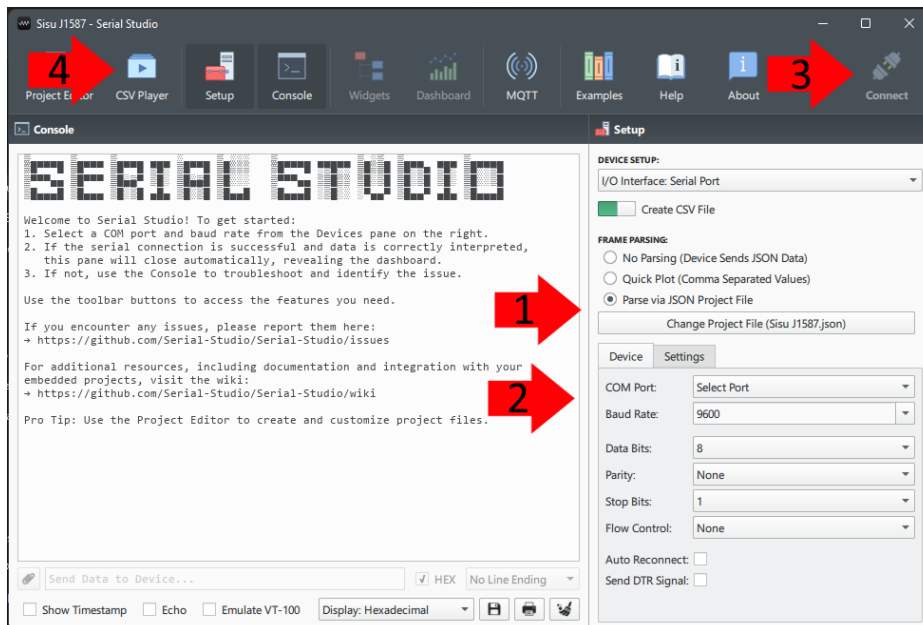 Sisu J1587 - Serial Studio
4
3
Project Editor CSV Player Setup Console Widgets Dashboard MQTT Examples Help About Connect
Console
SERIAL STUDIO
Welcome to Serial Studio! To get started:
1. Select a COM port and baud rate from the Devices pane on the right.
2. If the serial connection is successful and data is correctly interpreted,
this pane will close automatically, revealing the dashboard.
3. If not, use the Console to troubleshoot and identify the issue.
Use the toolbar buttons to access the features you need.
If you encounter any issues, please report them here:
→ https://github.com/Serial-Studio/Serial-Studio/issues
For additional resources, including documentation and integration with your
embedded projects, visit the wiki:
→ https://github.com/Serial-Studio/Serial-Studio/wiki
Pro Tip: Use the Project Editor to create and customize project files.
Send Data to Device... HEX No Line Ending
Show Timestamp Echo Emulate VT-100 Display: Hexadecimal
Setup
DEVICE SETUP:
I/O Interface: Serial Port
Create CSV File
FRAME PARSING:
No Parsing (Device Sends JSON Data)
Quick Plot (Comma Separated Values)
Parse via JSON Project File
1
Change Project File (Sisu J1587.json)
Device Settings
2
COM Port: Select Port
Baud Rate: 9600
Data Bits: 8
Parity: None
Stop Bits: 1
Flow Control: None
Auto Reconnect:
Send DTR Signal: